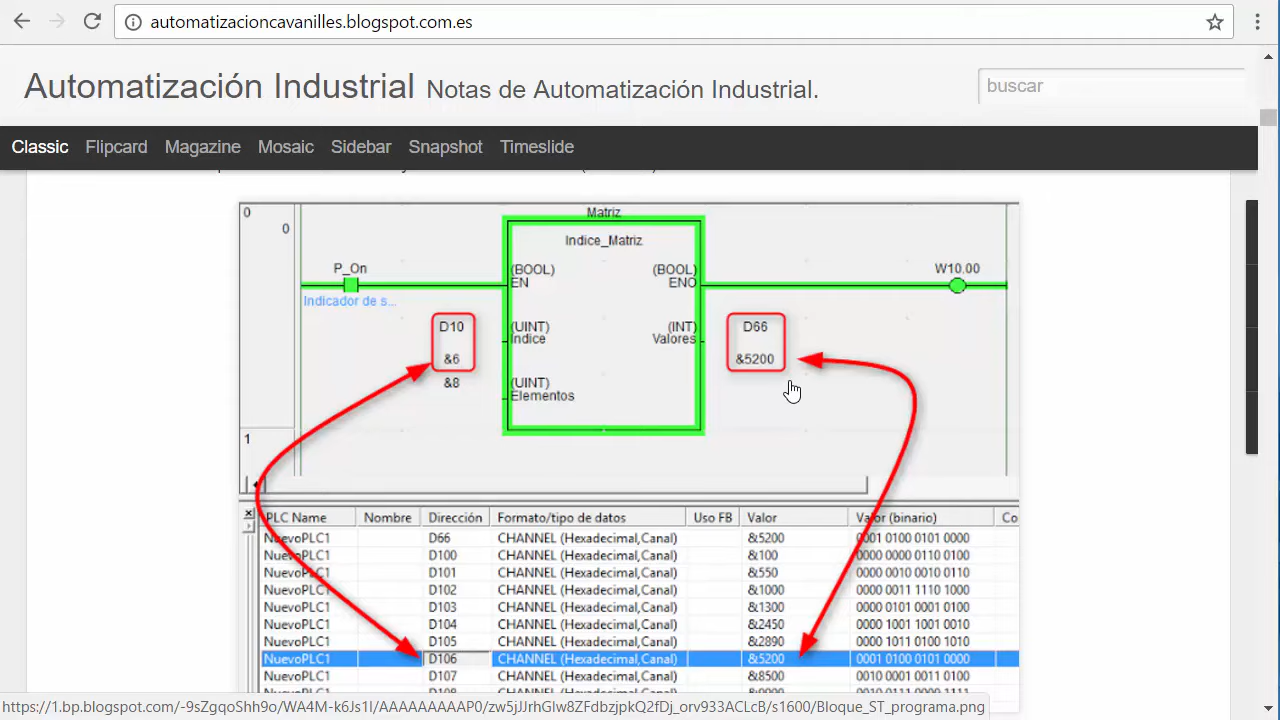 automatizacioncavanilles.blogspot.com.es
Automatización Industrial Notas de Automatización Industrial.
buscar
Classic Flipcard Magazine Mosaic Sidebar Snapshot Timeslide
0 Matriz
0 Indice_Matriz
P_On (BOOL) (BOOL) W10.00
EN ENO
Indicador de s...
D10 (UINT) (INT) D66
Indice Valores
&6 &5200
&8 (UINT)
Elementos
1
PLC Name Nombre Dirección Formato/tipo de datos Uso FB Valor Valor (binario) Co
NuevoPLC1 D66 CHANNEL (Hexadecimal,Canal) &5200 0001 0100 0101 0000
NuevoPLC1 D100 CHANNEL (Hexadecimal,Canal) &100 0000 0000 0110 0100
NuevoPLC1 D101 CHANNEL (Hexadecimal,Canal) &550 0000 0010 0010 0110
NuevoPLC1 D102 CHANNEL (Hexadecimal,Canal) &1000 0000 0011 1110 1000
NuevoPLC1 D103 CHANNEL (Hexadecimal,Canal) &1300 0000 0101 0001 0100
NuevoPLC1 D104 CHANNEL (Hexadecimal,Canal) &2450 0000 1001 1001 0010
NuevoPLC1 D105 CHANNEL (Hexadecimal,Canal) &2890 0000 1011 0100 1010
NuevoPLC1 D106 CHANNEL (Hexadecimal,Canal) &5200 0001 0100 0101 0000
NuevoPLC1 D107 CHANNEL (Hexadecimal,Canal) &8500 0010 0001 0011 0100
https://1.bp.blogspot.com/-9sZgqoShh9o/WA4M-k6Js1I/AAAAAAAAAP0/zw5jJJrhGlw8ZFdbzjpkQ2fDj_orv933ACLcB/s1600/Bloque_ST_programa.png